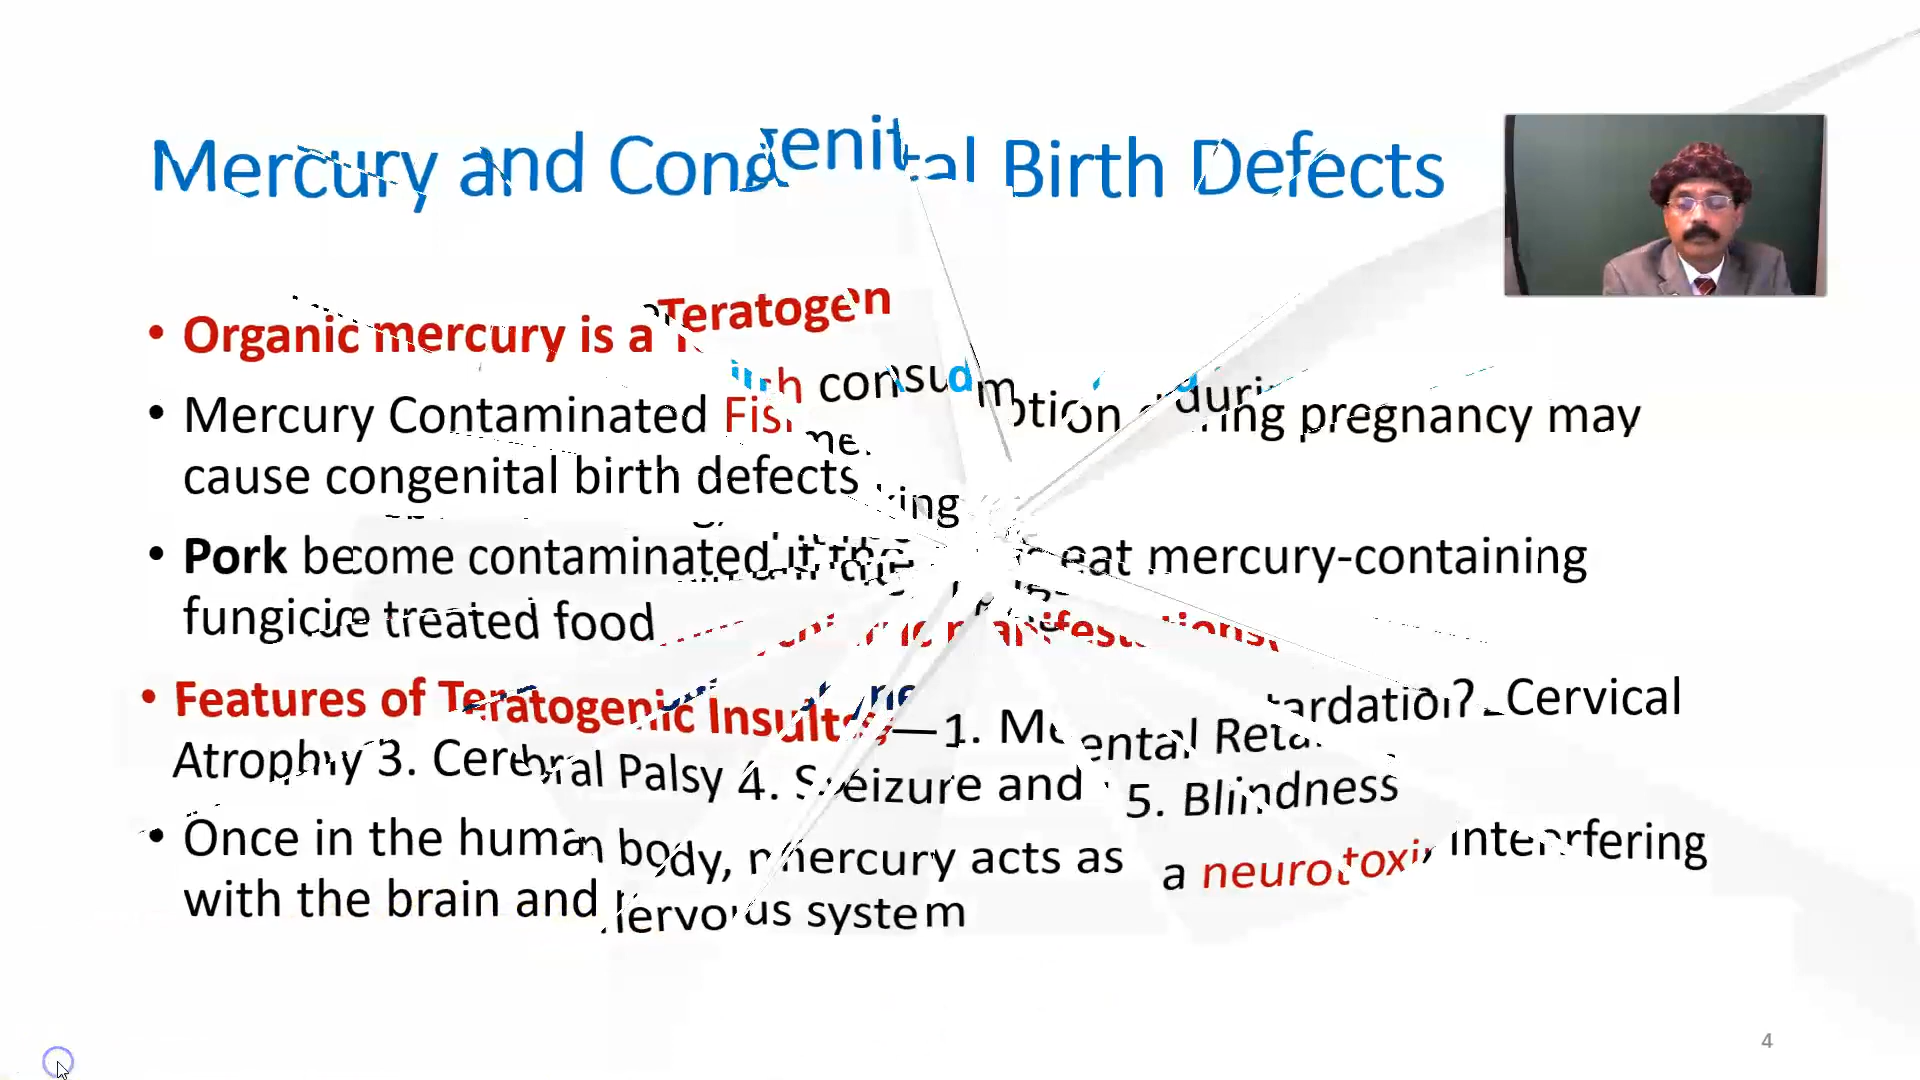 Mercury and Congenital Birth Defects
• Organic mercury is a Teratogen
• Mercury Contaminated Fish consumption during pregnancy may
cause congenital birth defects
• Pork become contaminated if the eat mercury-containing
fungicide treated food
• Features of Teratogenic Insults—1. Mental Retardation? Cervical
Atrophy 3. Cerebral Palsy 4. Seizure and 5. Blindness
• Once in the human body, mercury acts as a neurotoxin, interfering
with the brain and nervous system
4